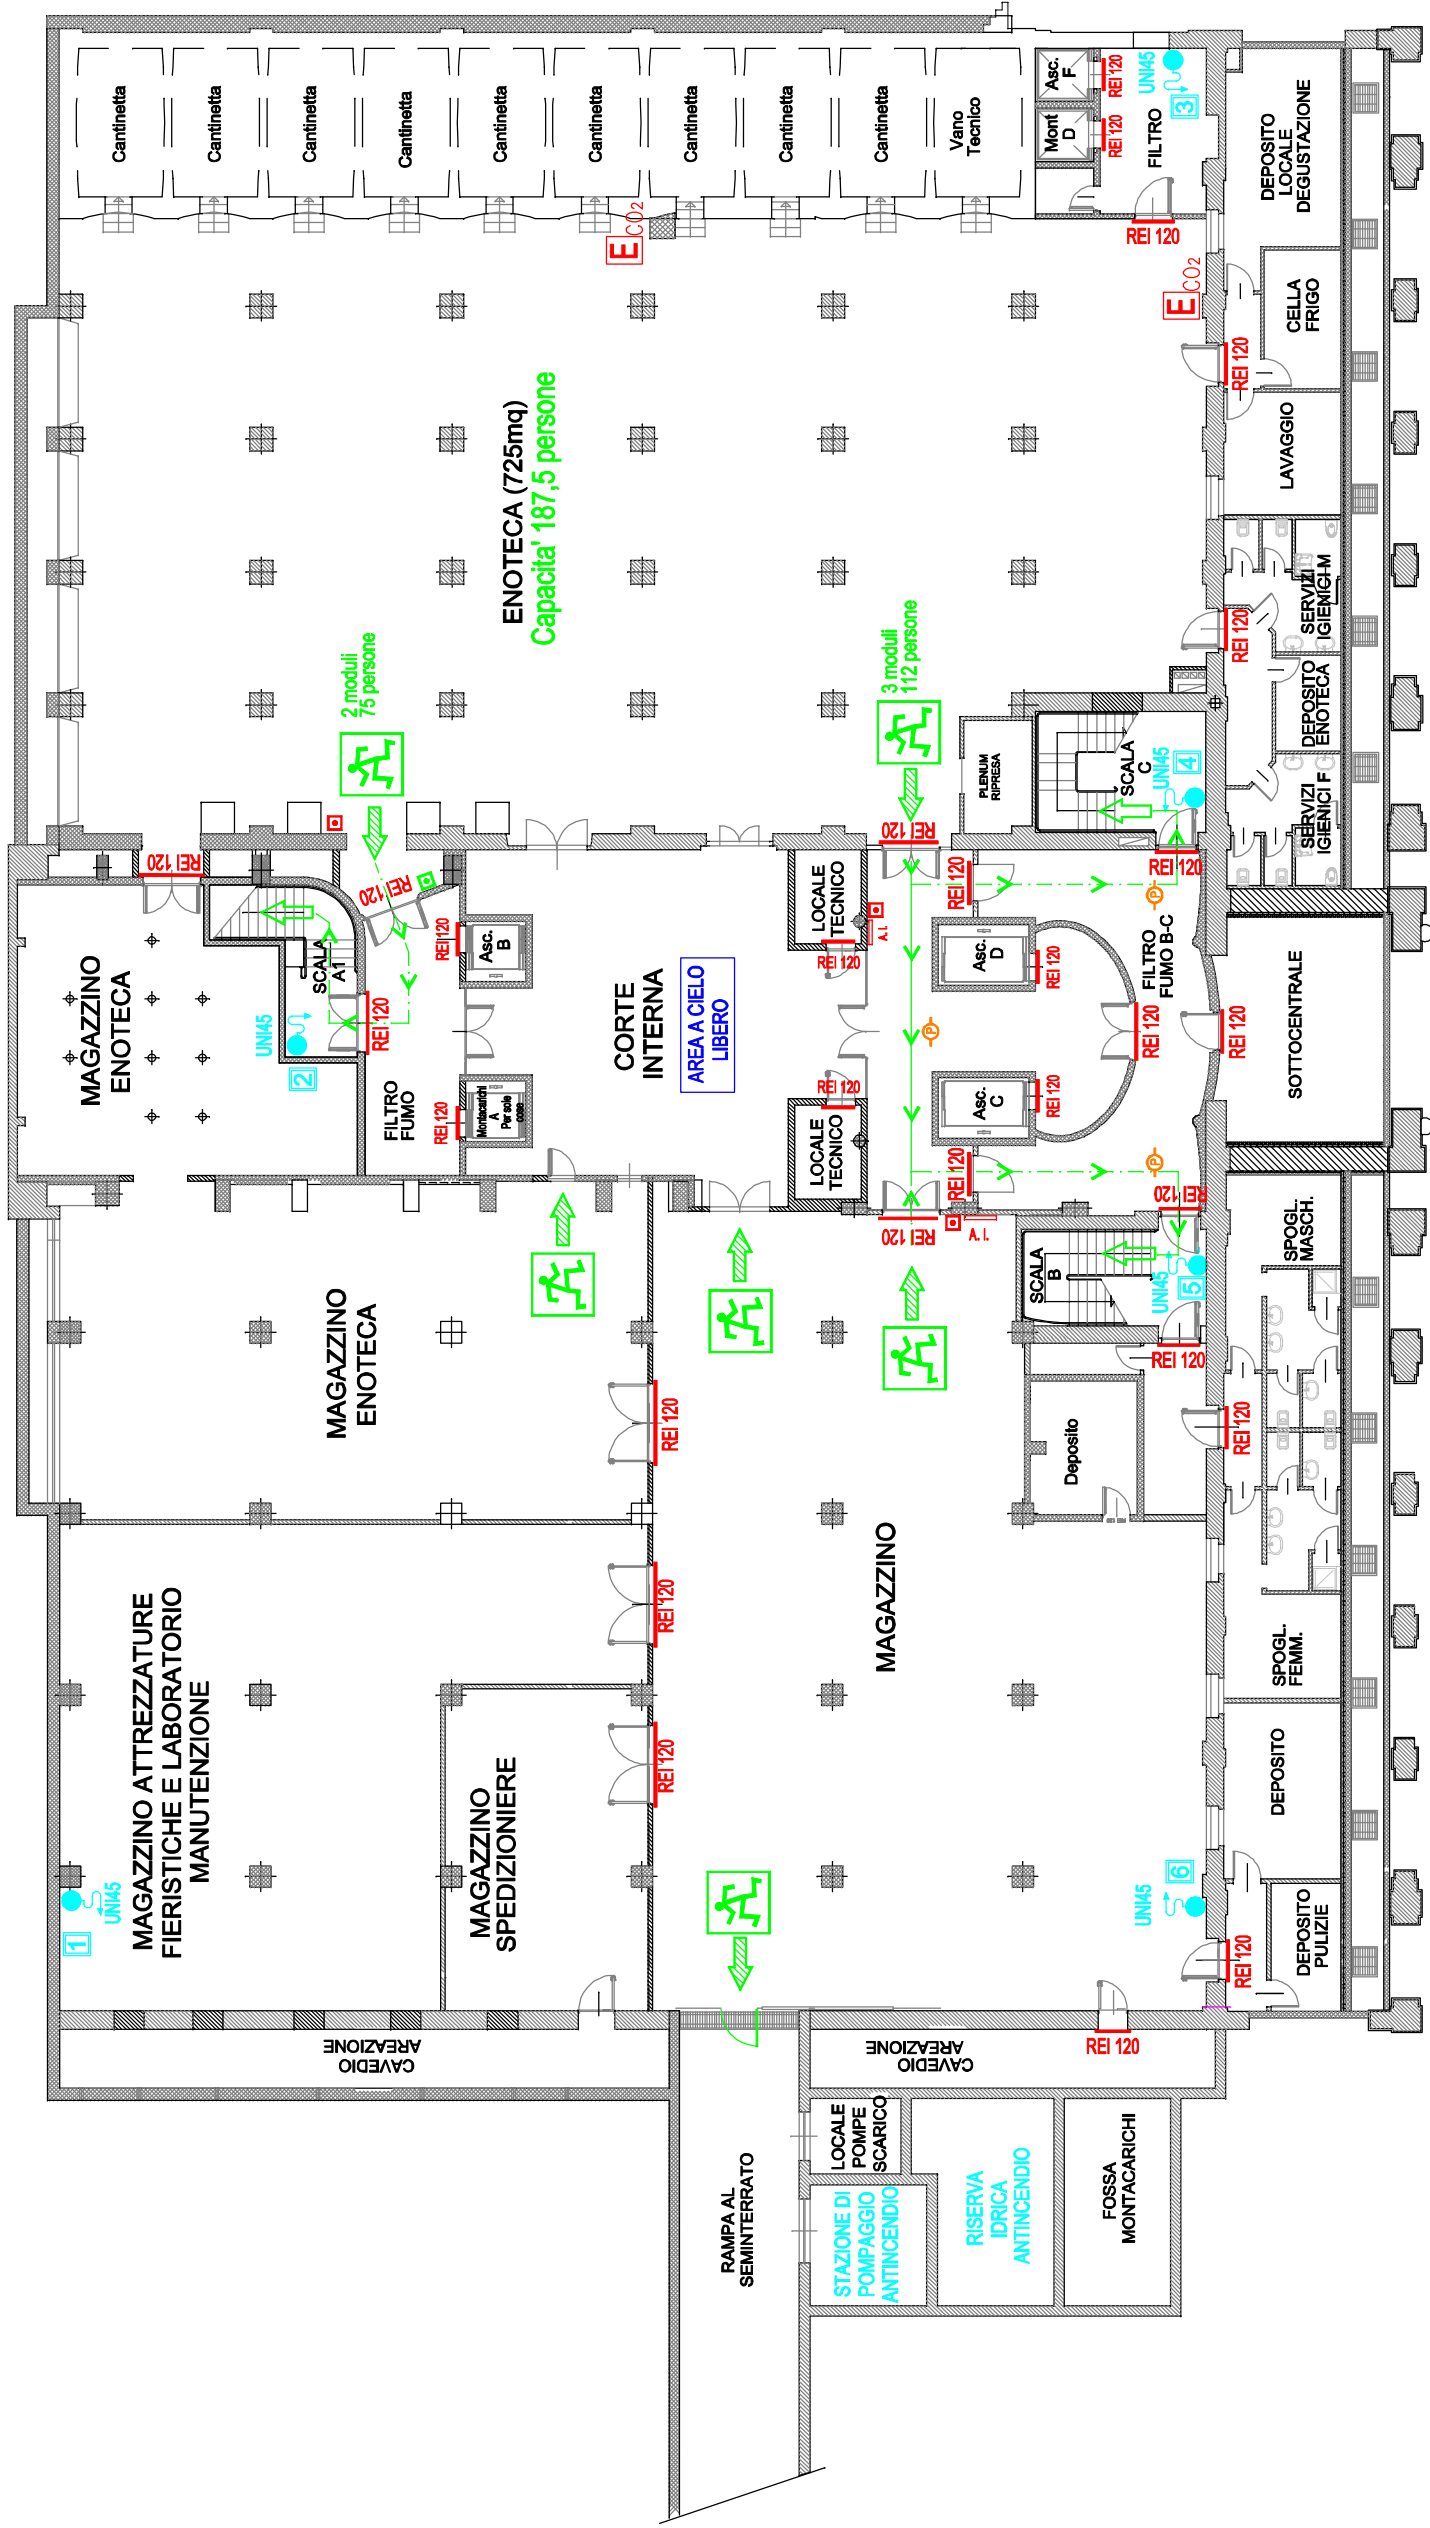 Cantinetta
Cantinetta
Cantinetta
Cantinetta
Cantinetta
Cantinetta
Cantinetta
Cantinetta
Cantinetta
Vano
Tecnico
Asc.
F
Mont
D
REI 120
REI 120
UNI45
3
FILTRO
REI 120
DEPOSITO
LOCALE
DEGUSTAZIONE
E CO2
E CO2
CELLA
FRIGO
REI 120
LAVAGGIO
ENOTECA (725mq)
Capacita' 187,5 persone
SERVIZI
IGIENICI M
REI 120
DEPOSITO
ENOTECA
SERVIZI
IGIENICI F
2 moduli
75 persone
3 moduli
112 persone
PLENUM
RIPRESA
SCALA
C
UNI45
4
REI 120
REI 120
REI 120
REI 120
REI 120
MAGAZZINO
ENOTECA
SCALA
A1
UNI45
2
REI 120
FILTRO
FUMO
REI 120
Asc.
B
REI 120
Montacarichi
A
Per sole
cose
CORTE
INTERNA
AREA A CIELO
LIBERO
LOCALE
TECNICO
REI 120
A.I.
LOCALE
TECNICO
REI 120
Asc.
D
REI 120
P
P
P
FILTRO
FUMO B-C
REI 120
REI 120
Asc.
C
REI 120
REI 120
REI 120
REI 120
A.I.
SOTTOCENTRALE
SCALA
B
UNI45
5
REI 120
SPOGL.
MASCH.
MAGAZZINO
ENOTECA
REI 120
Deposito
REI 120
MAGAZZINO
REI 120
SPOGL.
FEMM.
MAGAZZINO ATTREZZATURE
FIERISTICHE E LABORATORIO
MANUTENZIONE
UNI45
1
MAGAZZINO
SPEDIZIONIERE
REI 120
DEPOSITO
UNI45
6
REI 120
DEPOSITO
PULIZIE
CAVEDIO
AREAZIONE
CAVEDIO
AREAZIONE
REI 120
RAMPA AL
SEMINTERRATO
LOCALE
POMPE
SCARICO
STAZIONE DI
POMPAGGIO
ANTINCENDIO
RISERVA
IDRICA
ANTINCENDIO
FOSSA
MONTACARICHI